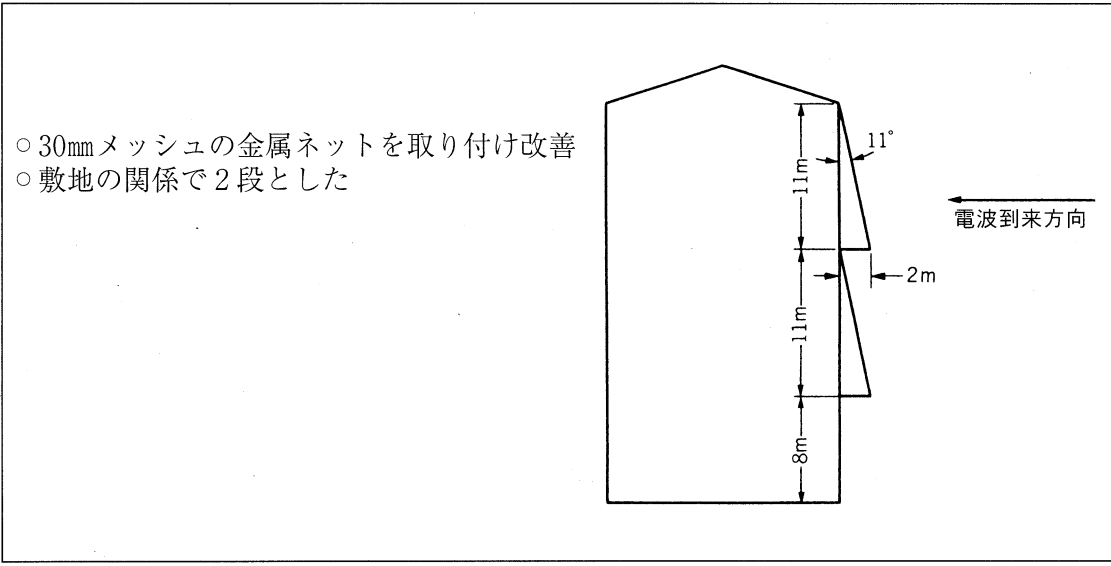 ○30mmメッシュの金属ネットを取り付け改善
○敷地の関係で2段とした
11°
11m
電波到来方向
2m
11m
8m